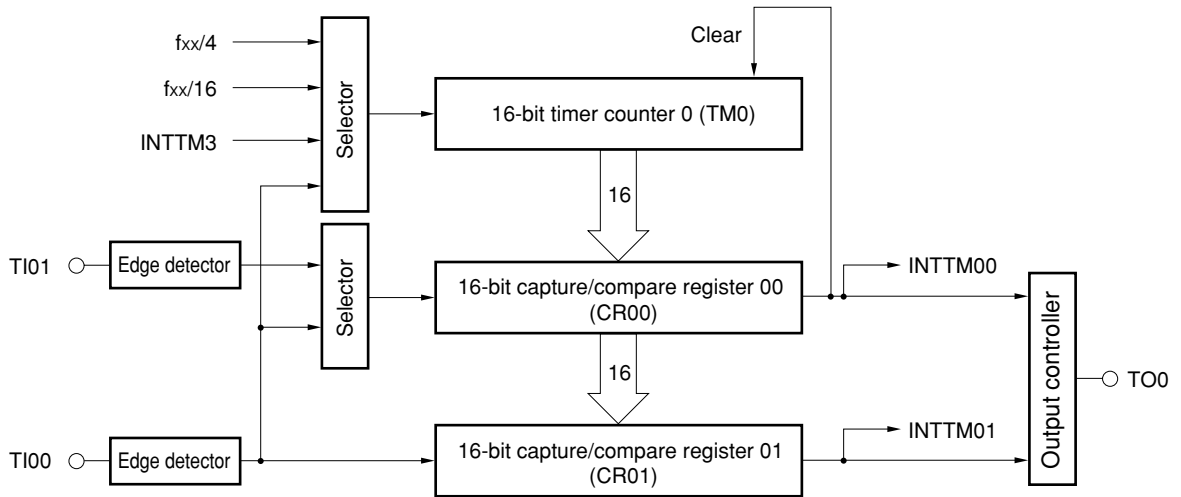 Clear
fxx/4
fxx/16
INTTM3
Selector
16-bit timer counter 0 (TM0)
16
TI01
Edge detector
Selector
16-bit capture/compare register 00
(CR00)
INTTM00
16
Output controller
TO0
TI00
Edge detector
16-bit capture/compare register 01
(CR01)
INTTM01